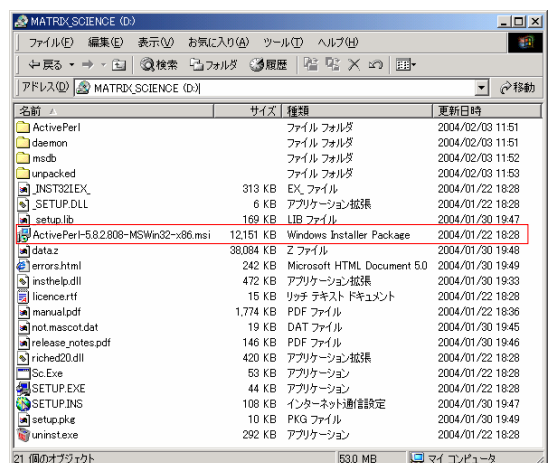 MATRIX_SCIENCE (D:)
ファイル(F) 編集(E) 表示(V) お気に入り(A) ツール(T) ヘルプ(H)
戻る 検索 フォルダ 履歴
アドレス(D) MATRIX_SCIENCE (D:) 移動
名前 サイズ 種類 更新日時
ActivePerl ファイル フォルダ 2004/02/03 11:51
daemon ファイル フォルダ 2004/02/03 11:51
msdb ファイル フォルダ 2004/02/03 11:52
unpacked ファイル フォルダ 2004/02/03 11:53
_INST32I.EX_ 313 KB EX_ ファイル 2004/01/22 18:28
_SETUP.DLL 6 KB アプリケーション拡張 2004/01/22 18:28
_setup.lib 169 KB LIB ファイル 2004/01/30 19:47
ActivePerl-5.8.2.808-MSWin32-x86.msi 12,151 KB Windows Installer Package 2004/01/22 18:28
data.z 38,084 KB Z ファイル 2004/01/30 19:48
errors.html 242 KB Microsoft HTML Document 5.0 2004/01/30 19:48
insthelp.dll 472 KB アプリケーション拡張 2004/01/30 19:33
licence.rtf 15 KB リッチ テキスト ドキュメント 2004/01/22 18:28
manual.pdf 1,774 KB PDF ファイル 2004/01/22 18:36
not.mascot.dat 19 KB DAT ファイル 2004/01/30 19:45
release_notes.pdf 146 KB PDF ファイル 2004/01/30 19:46
riched20.dll 420 KB アプリケーション拡張 2004/01/22 18:28
Sc.Exe 53 KB アプリケーション 2004/01/22 18:28
SETUP.EXE 44 KB アプリケーション 2004/01/22 18:28
SETUP.INS 108 KB インターネット通信設定 2004/01/30 19:47
setup.pkg 10 KB PKG ファイル 2004/01/30 19:47
uninst.exe 292 KB アプリケーション 2004/01/22 18:28
21 個のオブジェクト 53.0 MB マイ コンピュータ